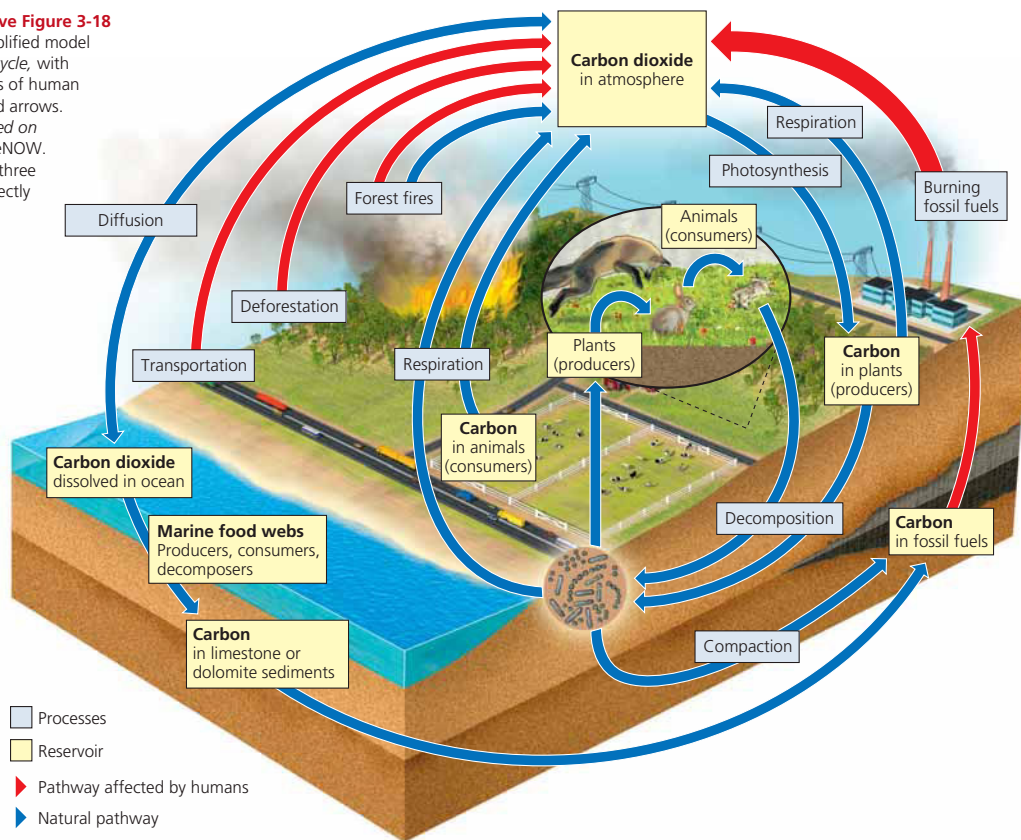 ve Figure 3-18
plified model
ycle, with
s of human
d arrows.
ed on
eNOW.
three
ectly
Carbon dioxide
in atmosphere
Respiration
Photosynthesis
Burning
fossil fuels
Forest fires
Diffusion
Animals
(consumers)
Deforestation
Transportation
Respiration
Plants
(producers)
Carbon
in plants
(producers)
Carbon
in animals
(consumers)
Carbon dioxide
dissolved in ocean
Marine food webs
Producers, consumers,
decomposers
Decomposition
Carbon
in fossil fuels
Carbon
in limestone or
dolomite sediments
Compaction
Processes
Reservoir
Pathway affected by humans
Natural pathway